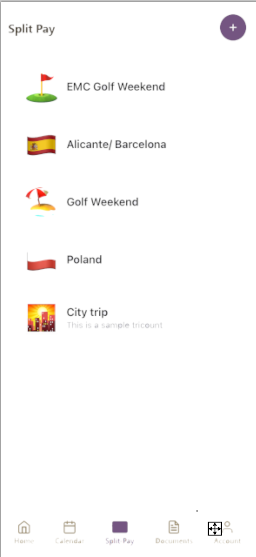 Split Pay
+
EMC Golf Weekend
Alicante/ Barcelona
Golf Weekend
Poland
City trip
This is a sample tricount
Home
Calendar
Split Pay
Documents
Account